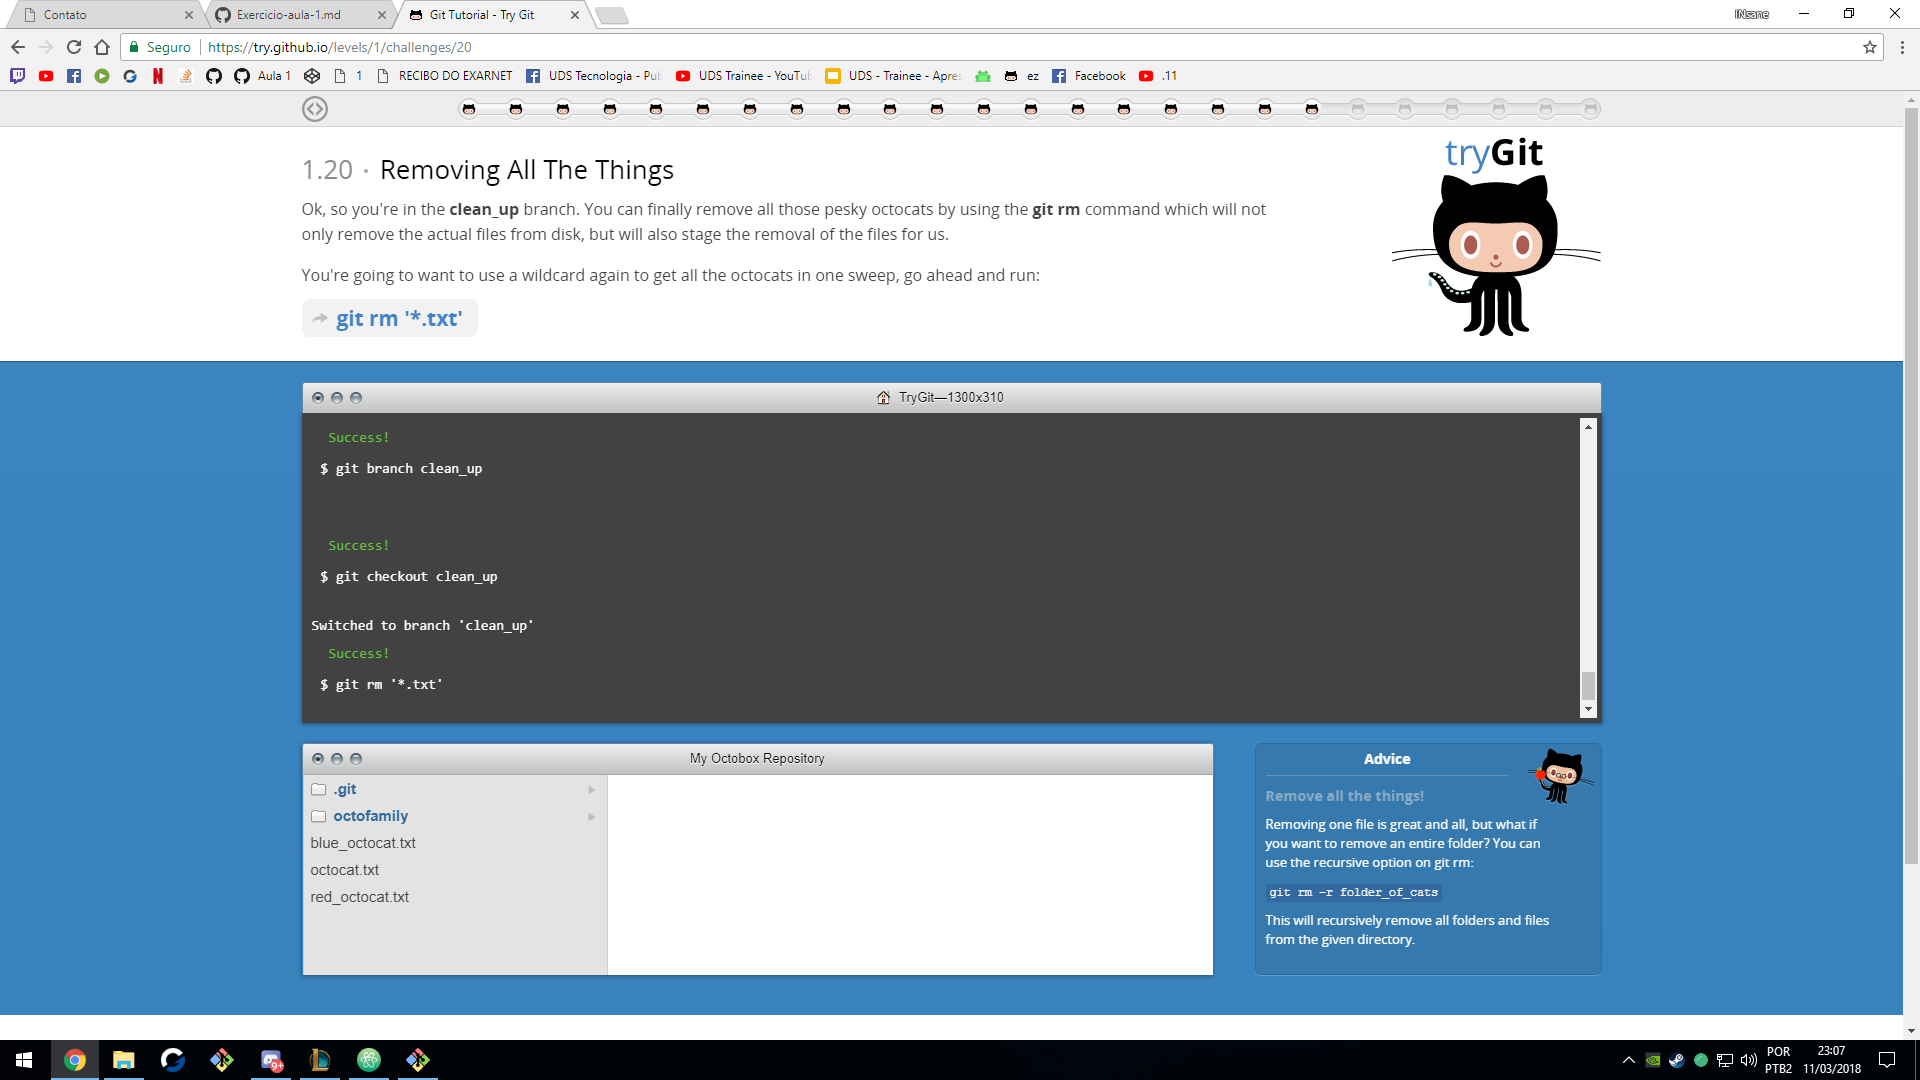 Contato
Exercicio-aula-1.md
Git Tutorial - Try Git
INsane
Seguro
https://try.github.io/levels/1/challenges/20
Aula 1
1
RECIBO DO EXARNET
UDS Tecnologia - Pub
UDS Trainee - YouTub
UDS - Trainee - Apres
ez
Facebook
.11
1.20 · Removing All The Things
tryGit
Ok, so you're in the clean_up branch. You can finally remove all those pesky octocats by using the git rm command which will not
only remove the actual files from disk, but will also stage the removal of the files for us.
You're going to want to use a wildcard again to get all the octocats in one sweep, go ahead and run:
git rm '*.txt'
TryGit—1300x310
Success!
$ git branch clean_up
Success!
$ git checkout clean_up
Switched to branch 'clean_up'
Success!
$ git rm '*.txt'
My Octobox Repository
.git
octofamily
blue_octocat.txt
octocat.txt
red_octocat.txt
Advice
Remove all the things!
Removing one file is great and all, but what if
you want to remove an entire folder? You can
use the recursive option on git rm:
git rm -r folder_of_cats
This will recursively remove all folders and files
from the given directory.
9+
POR
PTB2
23:07
11/03/2018